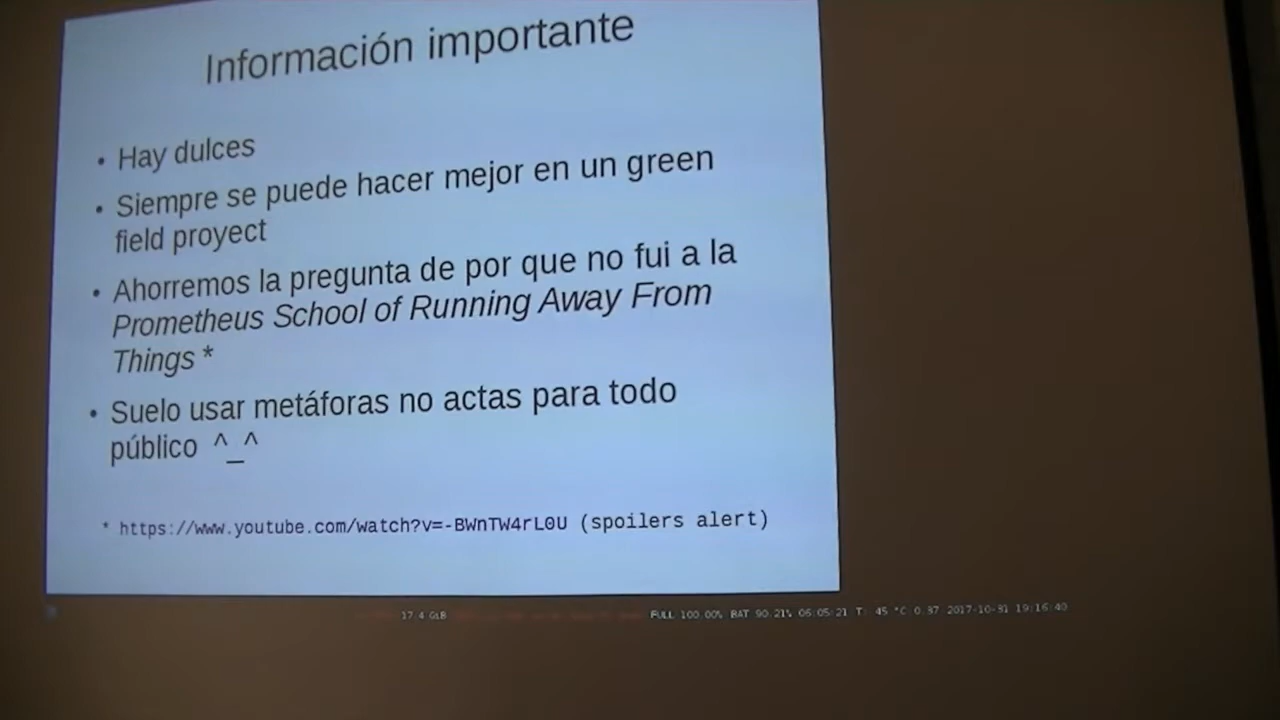 Información importante
• Hay dulces
• Siempre se puede hacer mejor en un green
field proyect
• Ahorremos la pregunta de por que no fui a la
Prometheus School of Running Away From
Things *
• Suelo usar metáforas no actas para todo
público ^_^
* https://www.youtube.com/watch?v=-BWnTW4rL0U (spoilers alert)
17.4 GiB
FULL 100.00% BAT 90.21% 06:05:21 T: 45 °C 0.37 2017-10-31 19:16:40